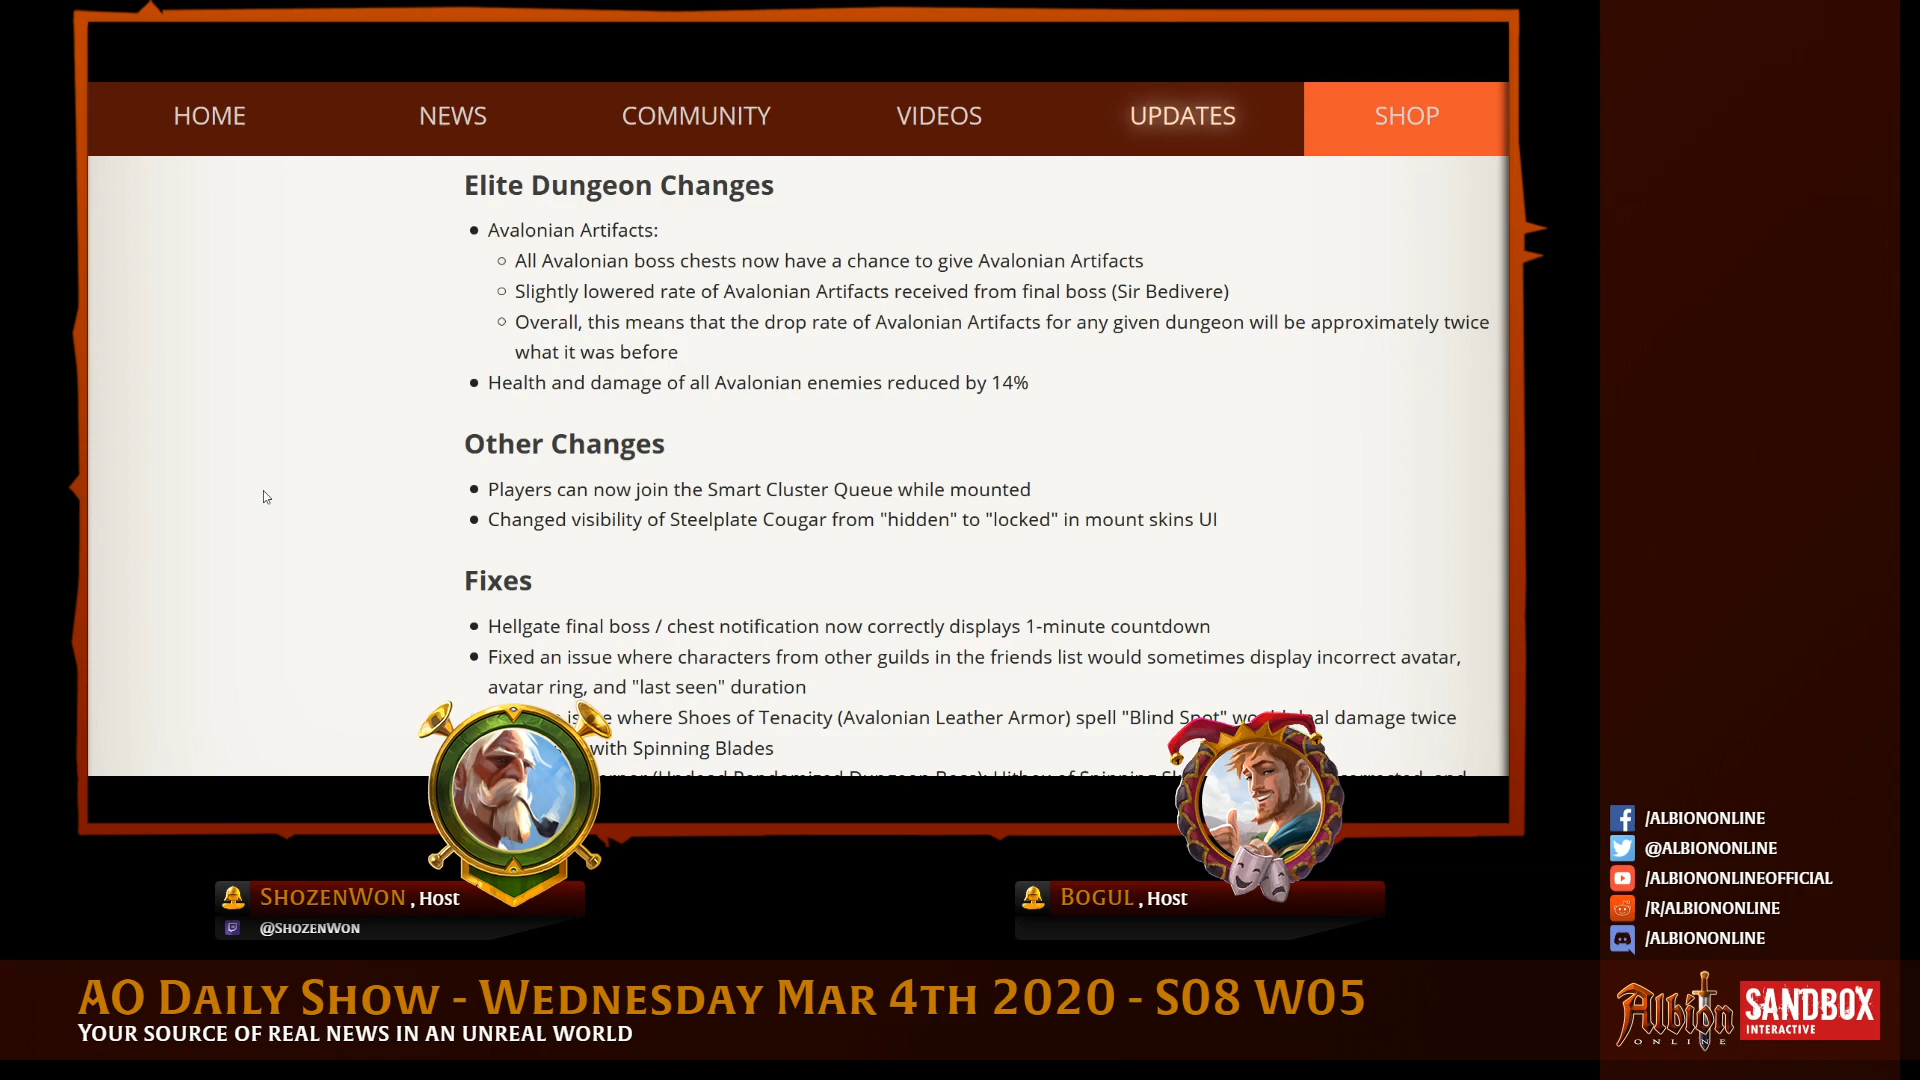 HOME NEWS COMMUNITY VIDEOS UPDATES SHOP
Elite Dungeon Changes
Avalonian Artifacts:
All Avalonian boss chests now have a chance to give Avalonian Artifacts
Slightly lowered rate of Avalonian Artifacts received from final boss (Sir Bedivere)
Overall, this means that the drop rate of Avalonian Artifacts for any given dungeon will be approximately twice
what it was before
Health and damage of all Avalonian enemies reduced by 14%
Other Changes
Players can now join the Smart Cluster Queue while mounted
Changed visibility of Steelplate Cougar from "hidden" to "locked" in mount skins UI
Fixes
Hellgate final boss / chest notification now correctly displays 1-minute countdown
Fixed an issue where characters from other guilds in the friends list would sometimes display incorrect avatar,
avatar ring, and "last seen" duration
where Shoes of Tenacity (Avalonian Leather Armor) spell "Blind Spot" damage twice
with Spinning Blades
(Undead Randomized Dungeon Boss): Hitbox of Spinning
ShozenWon , Host
@ShozenWon
Bogul , Host
/ALBIONONLINE
@ALBIONONLINE
/ALBIONONLINEOFFICIAL
/R/ALBIONONLINE
/ALBIONONLINE
AO Daily Show - Wednesday Mar 4th 2020 - S08 W05
Your source of real news in an unreal world
Albion
ONLINE
SANDBOX
INTERACTIVE